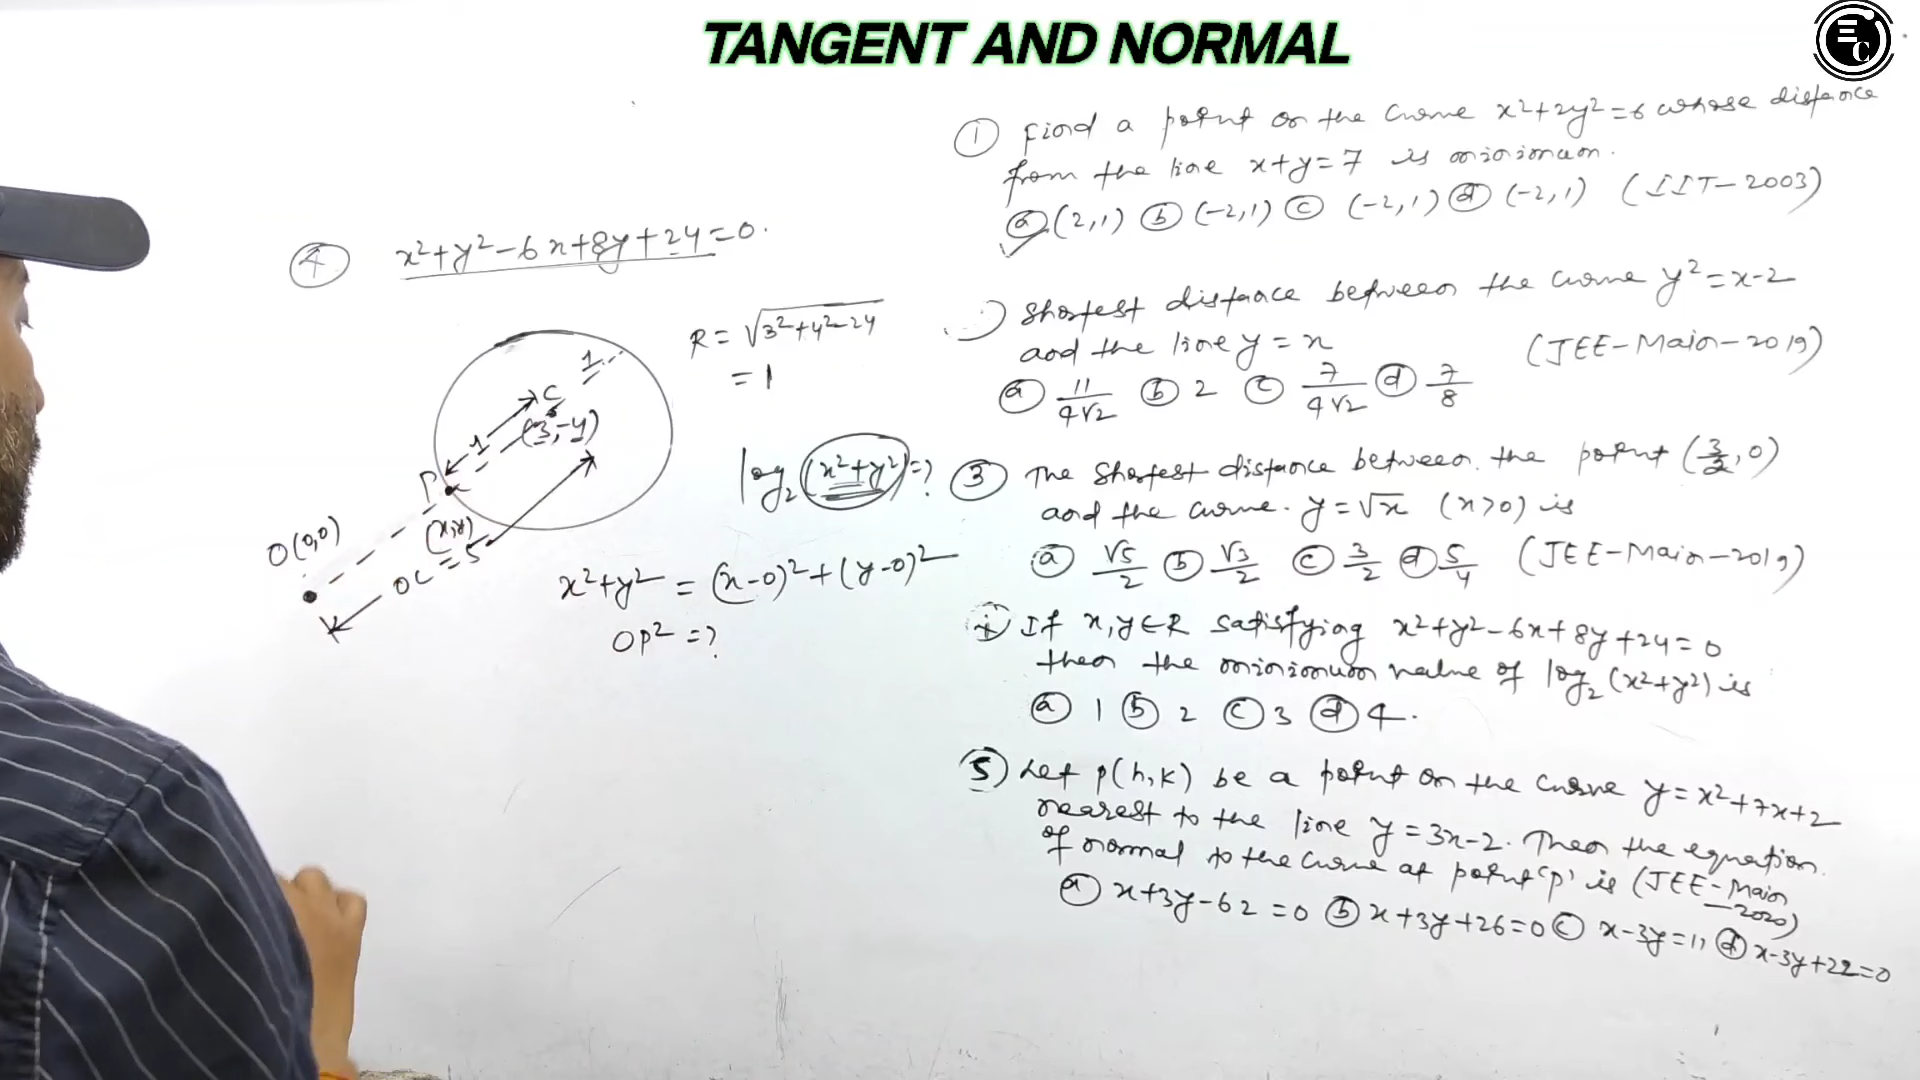 TANGENT AND NORMAL
EC
① Find a point on the curve x²+2y²=6 whose distance
from the line x+y=7 is minimum.
ⓐ (2,1) ⓑ (-2,1) ⓒ (-2,1) ⓓ (-2,1) (IIT-2003)
Shortest distance between the curve y²=x-2
and the line y=x (JEE-Main-2019)
ⓐ 11/4√2 ⓑ 2 ⓒ 7/4√2 ⓓ 7/8
③ The Shortest distance between the point (3/2,0)
and the curve y=√x (x>0) is
ⓐ √5/2 ⓑ √3/2 ⓒ 3/2 ⓓ 5/4 (JEE-Main-2019)
④ If x,y∈R satisfying x²+y²-6x+8y+24=0
then the minimum value of log₂(x²+y²) is
ⓐ 1 ⓑ 2 ⓒ 3 ⓓ 4.
⑤ Let p(h,k) be a point on the curve y=x²+7x+2
nearest to the line y=3x-2. Then the equation
of normal to the curve at point 'p' is (JEE-Main
-2020)
ⓐ x+3y-62=0 ⓑ x+3y+26=0 ⓒ x-3y=11 ⓓ x-3y+22=0
④ x²+y²-6x+8y+24=0.
R=√3²+4²-24
=1
1
C
(3,-4)
1
P
(x,y)
O(0,0)
OC=5
log₂(x²+y²)=?
x²+y²=(x-0)²+(y-0)²
OP²=?